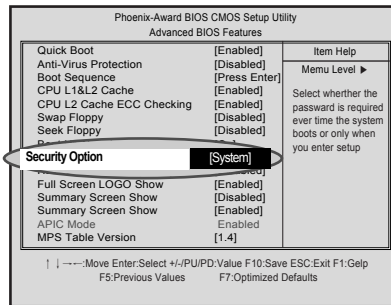 Phoenix-Award BIOS CMOS Setup Utility
Advanced BIOS Features
Quick Boot [Enabled]
Anti-Virus Protection [Disabled]
Boot Sequence [Press Enter]
CPU L1&L2 Cache [Enabled]
CPU L2 Cache ECC Checking [Enabled]
Swap Floppy [Disabled]
Seek Floppy [Disabled]
Security Option [System]
Full Screen LOGO Show [Enabled]
Summary Screen Show [Disabled]
Summary Screen Show [Enabled]
APIC Mode Enabled
MPS Table Version [1.4]
Item Help
Menu Level ▶
Select wherther the
passward is required
ever time the system
boots or only when
you enter setup
↑↓→←:Move Enter:Select +/-/PU/PD:Value F10:Save ESC:Exit F1:Gelp
F5:Previous Values F7:Optimized Defaults